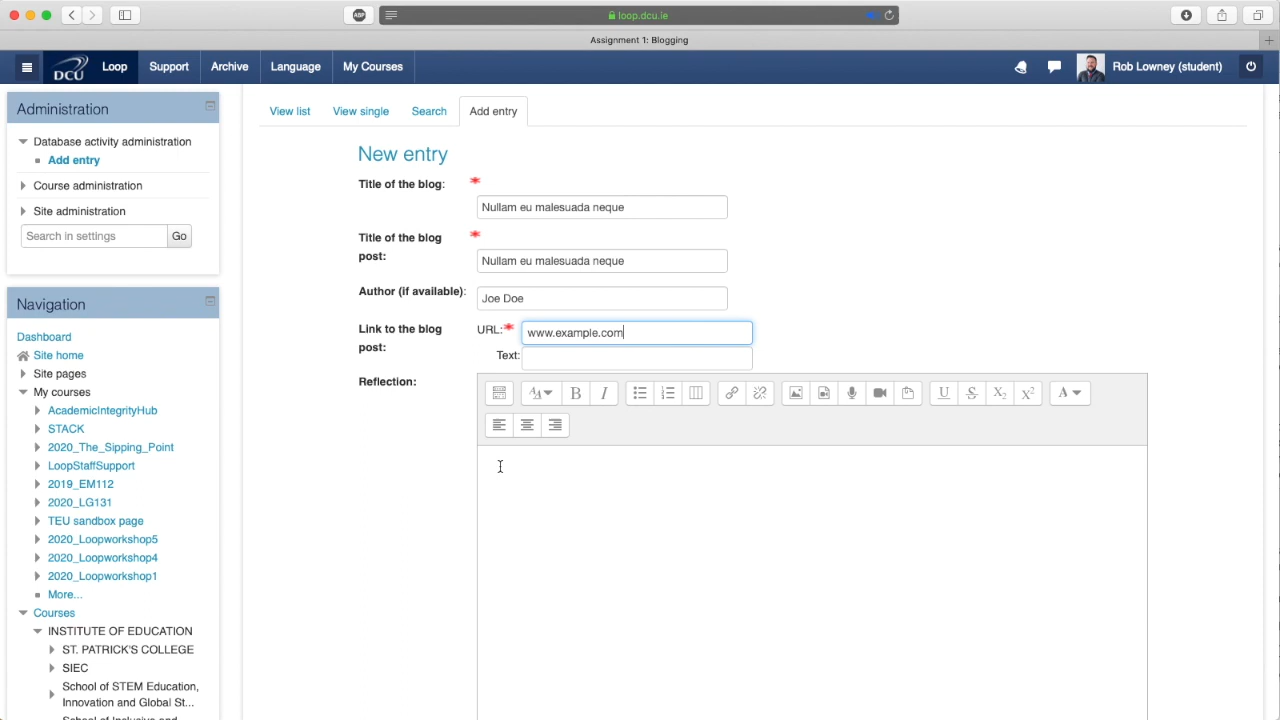 ABP
loop.dcu.ie
Assignment 1: Blogging
DCU
Loop
Support
Archive
Language
My Courses
Rob Lowney (student)
Administration
Database activity administration
Add entry
Course administration
Site administration
Search in settings
Go
Navigation
Dashboard
Site home
Site pages
My courses
AcademicIntegrityHub
STACK
2020_The_Sipping_Point
LoopStaffSupport
2019_EM112
2020_LG131
TEU sandbox page
2020_Loopworkshop5
2020_Loopworkshop4
2020_Loopworkshop1
More...
Courses
INSTITUTE OF EDUCATION
ST. PATRICK'S COLLEGE
SIEC
School of STEM Education,
Innovation and Global St...
View list
View single
Search
Add entry
New entry
Title of the blog:
Nullam eu malesuada neque
Title of the blog
post:
Nullam eu malesuada neque
Author (if available):
Joe Doe
Link to the blog
post:
URL:
www.example.com
Text:
Reflection: